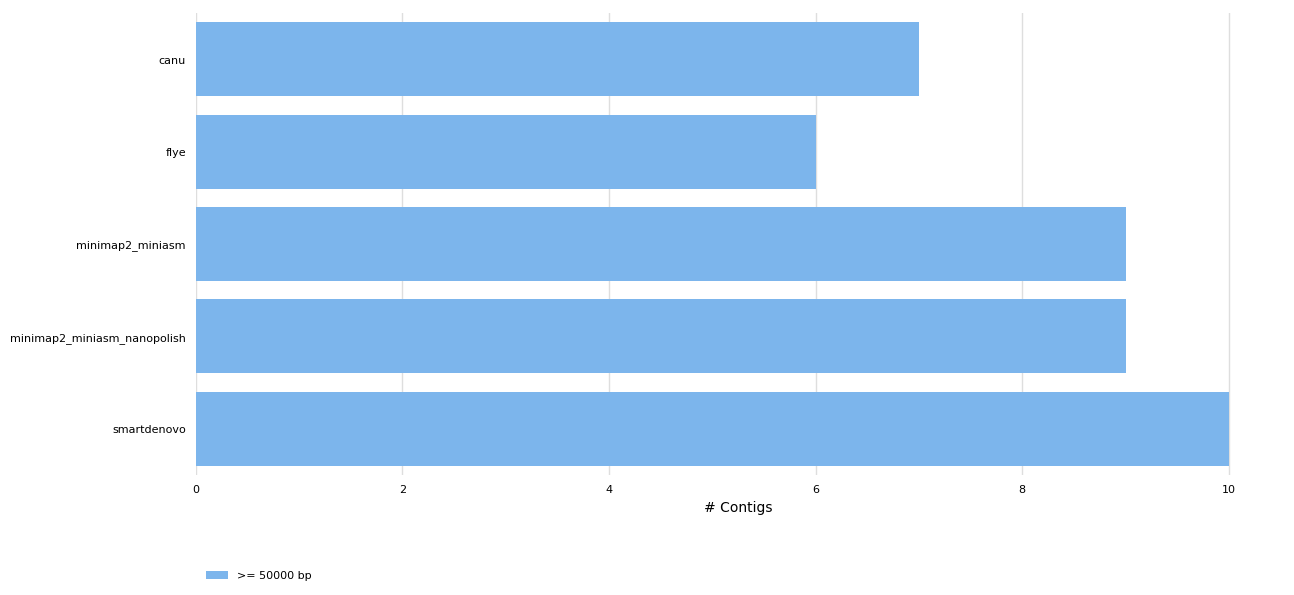 canu
flye
minimap2_miniasm
minimap2_miniasm_nanopolish
smartdenovo
0 2 4 6 8 10
# Contigs
>= 50000 bp